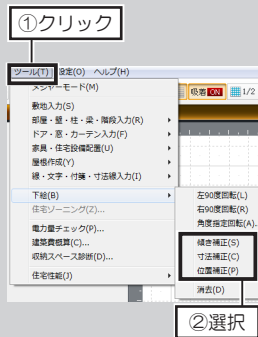 ①クリック
ツール(T) 設定(O) ヘルプ(H)
吸着 ON 1/2
メジャーモード(M)
敷地入力(S)
部屋・壁・柱・梁・階段入力(R)
ドア・窓・カーテン入力(F)
家具・住宅設備配置(U)
屋根作成(Y)
線・文字・付箋・寸法線入力(I)
下絵(B)
左90度回転(L)
住宅ゾーニング(Z)...
右90度回転(R)
電力量チェック(P)...
角度指定回転(A)...
建築費概算(C)...
傾き補正(S)
収納スペース診断(D)...
寸法補正(C)
位置補正(P)
住宅性能(J)
消去(D)
②選択